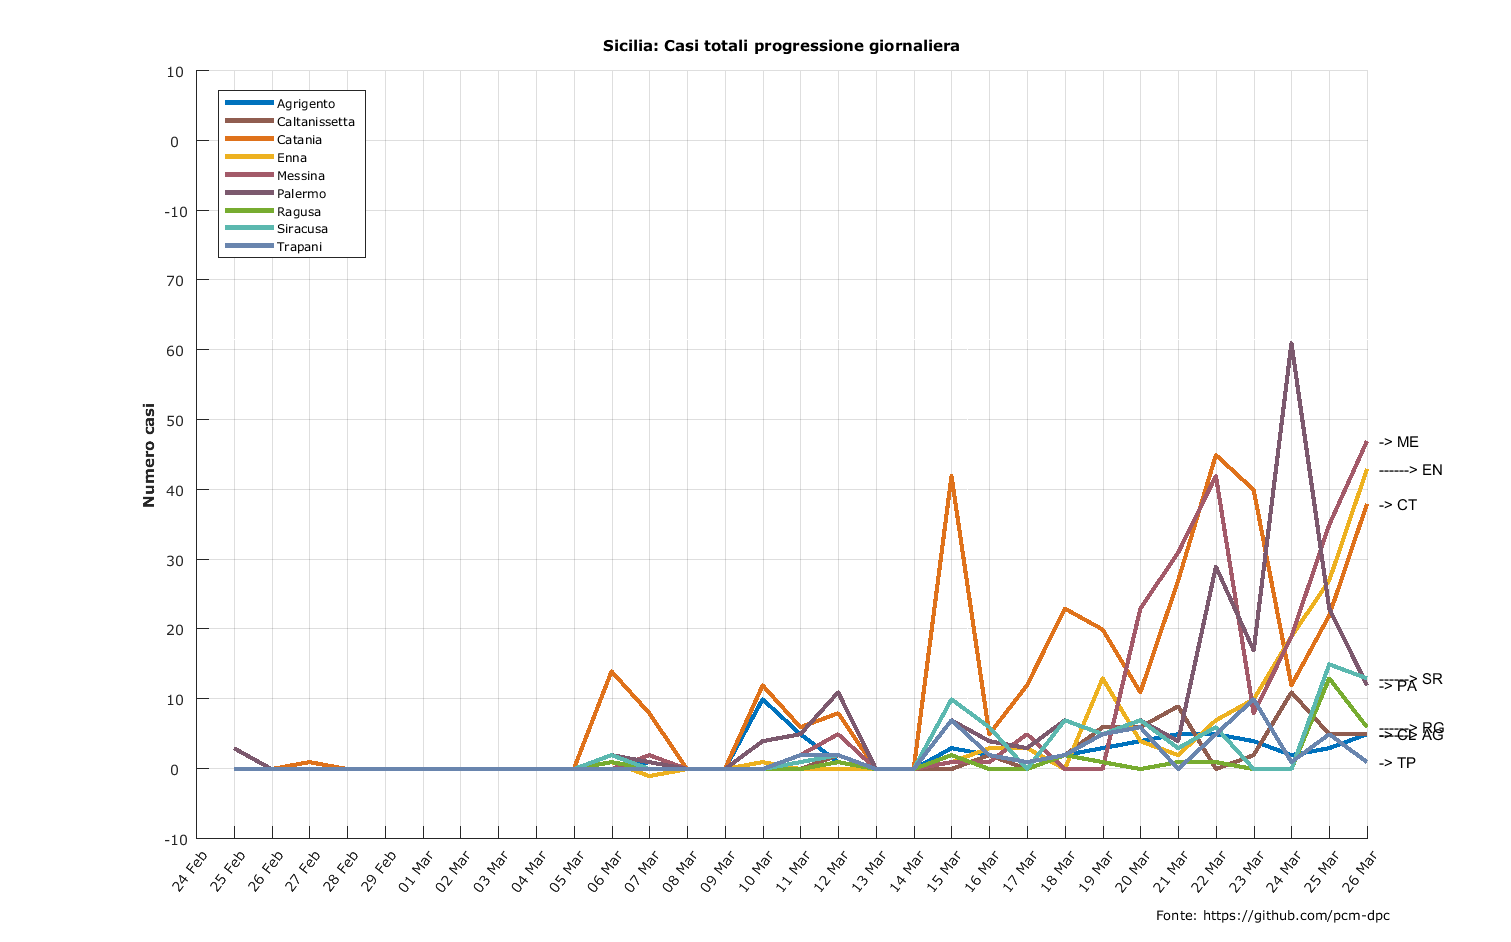 Sicilia: Casi totali progressione giornaliera
10
0
-10
70
60
50
40
30
20
10
0
-10
Numero casi
Agrigento
Caltanissetta
Catania
Enna
Messina
Palermo
Ragusa
Siracusa
Trapani
-> ME
------> EN
-> CT
------> SR
-> PA
------> RG
-> CL
------> AG
-> TP
24 Feb
25 Feb
26 Feb
27 Feb
28 Feb
29 Feb
01 Mar
02 Mar
03 Mar
04 Mar
05 Mar
06 Mar
07 Mar
08 Mar
09 Mar
10 Mar
11 Mar
12 Mar
13 Mar
14 Mar
15 Mar
16 Mar
17 Mar
18 Mar
19 Mar
20 Mar
21 Mar
22 Mar
23 Mar
24 Mar
25 Mar
26 Mar
Fonte: https://github.com/pcm-dpc